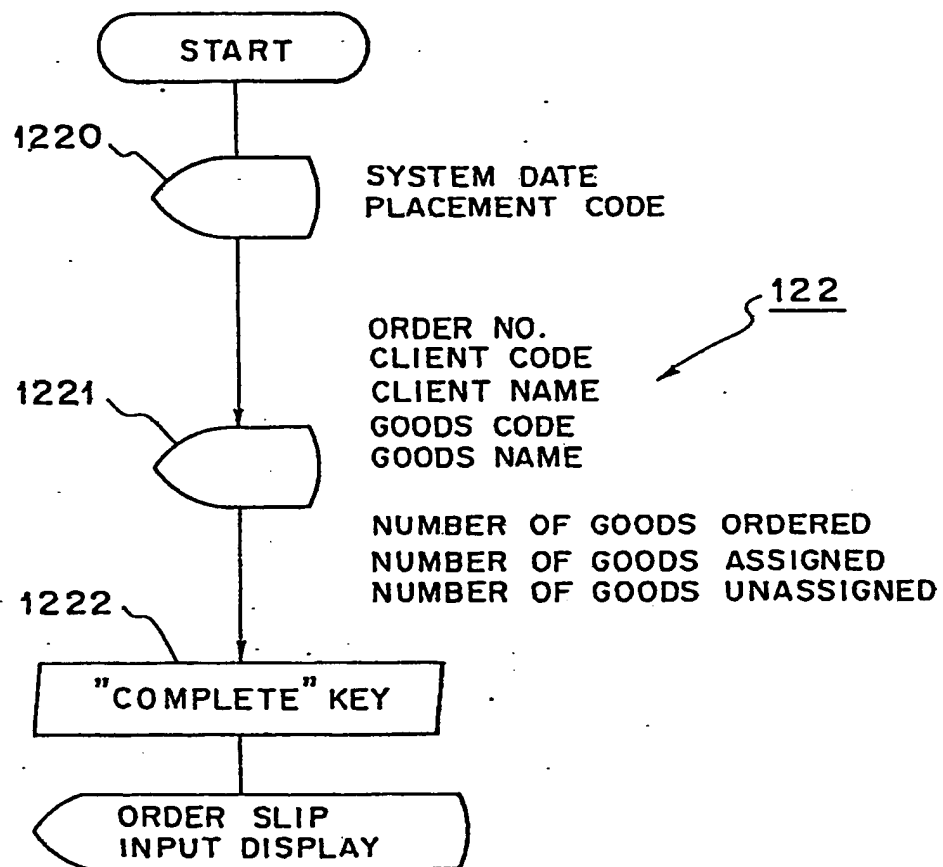 START
1220
SYSTEM DATE
PLACEMENT CODE
122
ORDER NO.
CLIENT CODE
CLIENT NAME
1221
GOODS CODE
GOODS NAME
NUMBER OF GOODS ORDERED
NUMBER OF GOODS ASSIGNED
NUMBER OF GOODS UNASSIGNED
1222
"COMPLETE" KEY
ORDER SLIP
INPUT DISPLAY